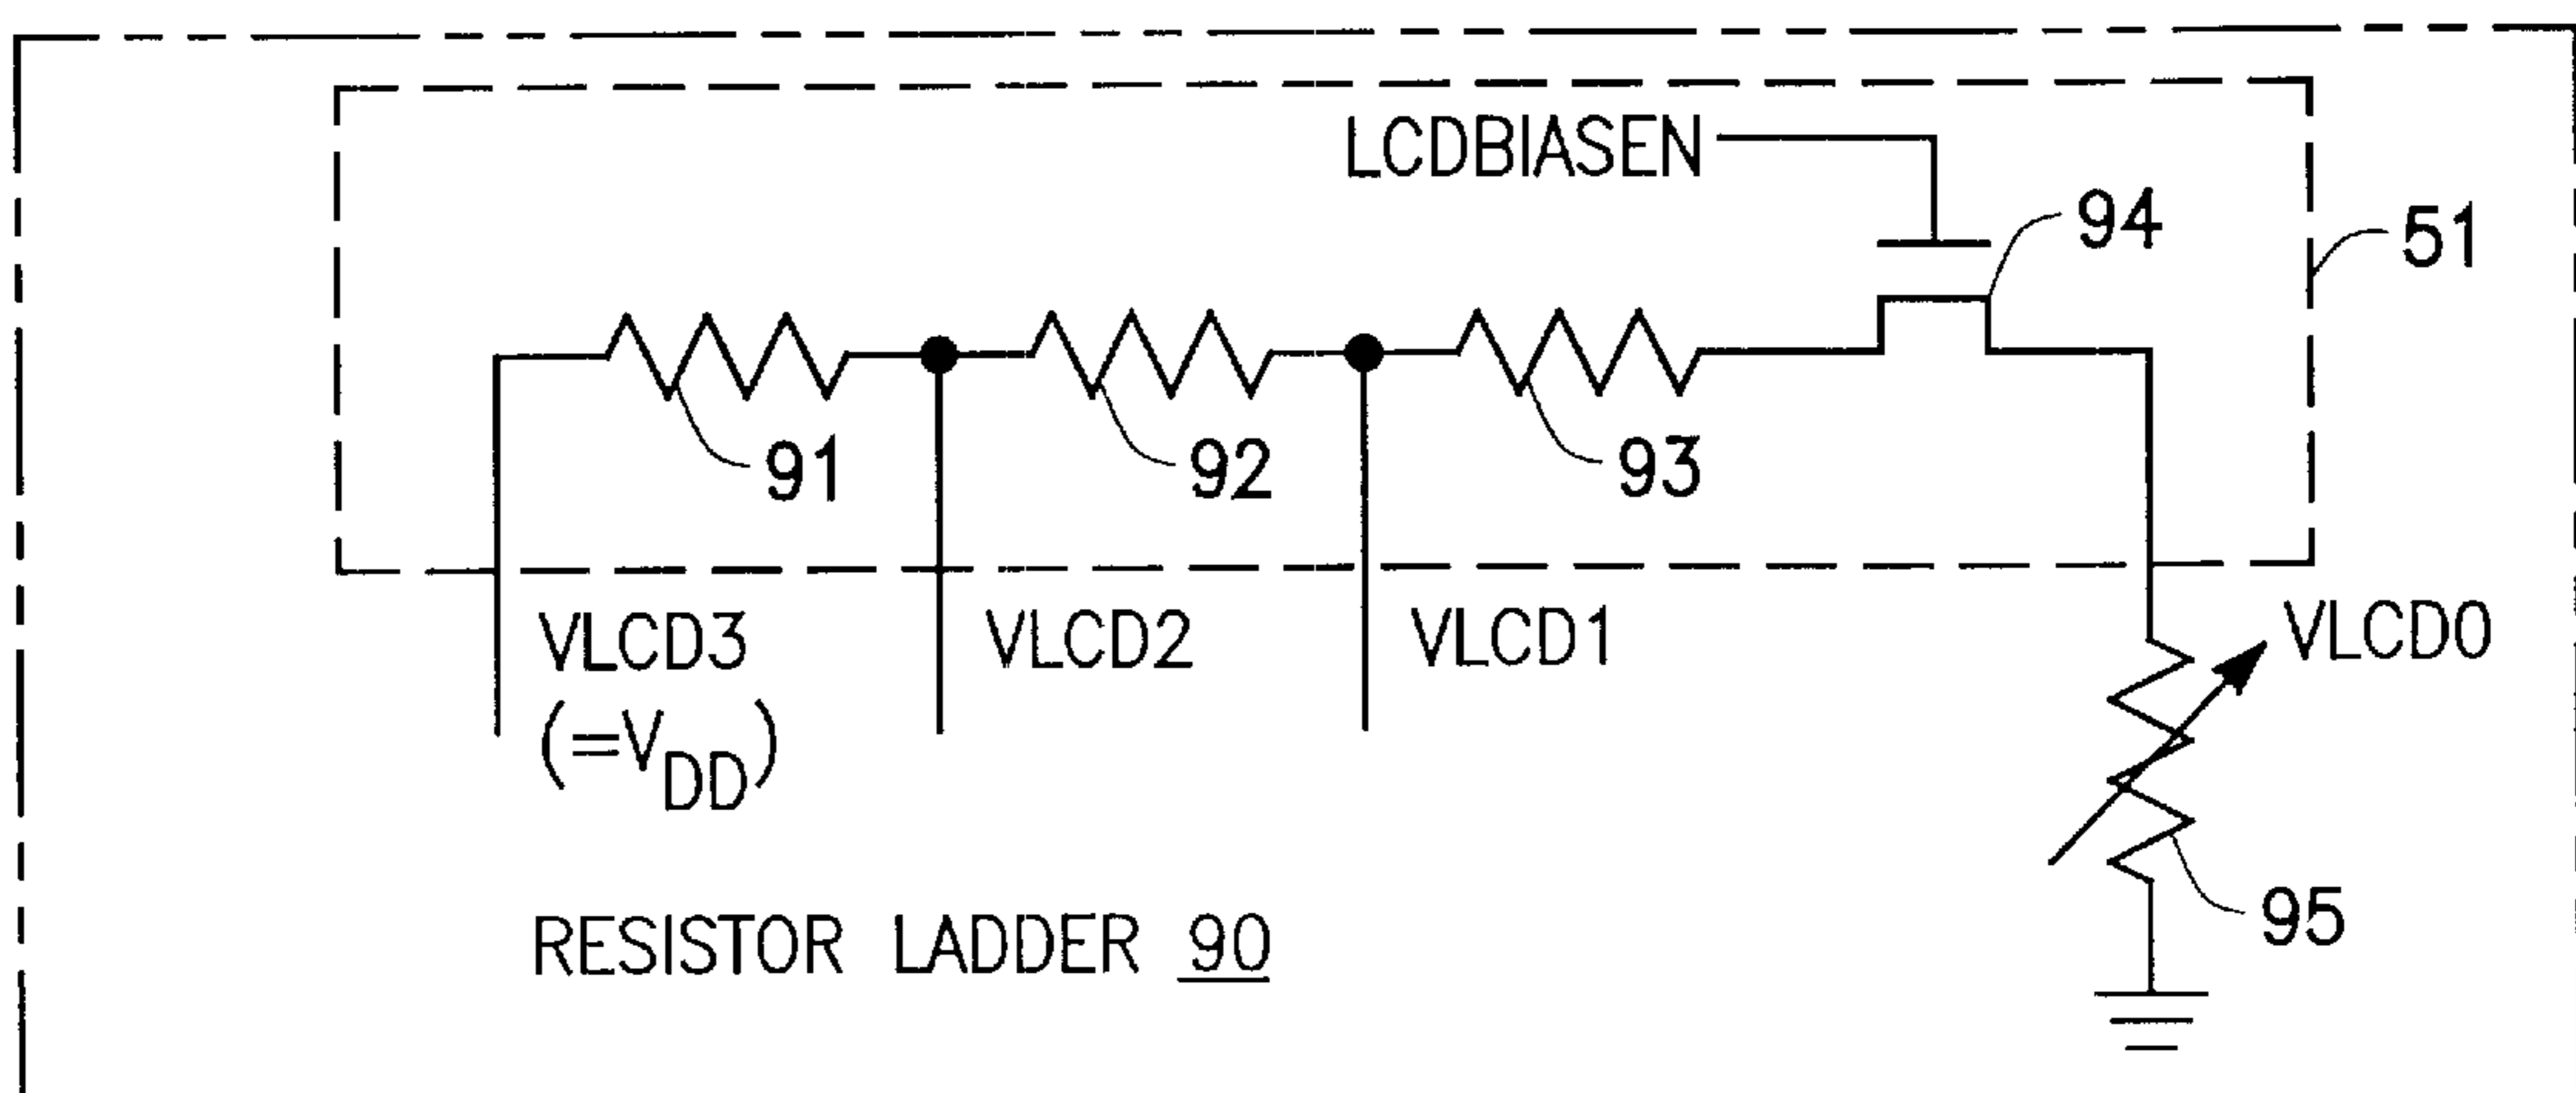 LCDBIASEN
94
51
91
92
93
VLCD3
(=VDD)
VLCD2
VLCD1
VLCD0
95
RESISTOR LADDER 90